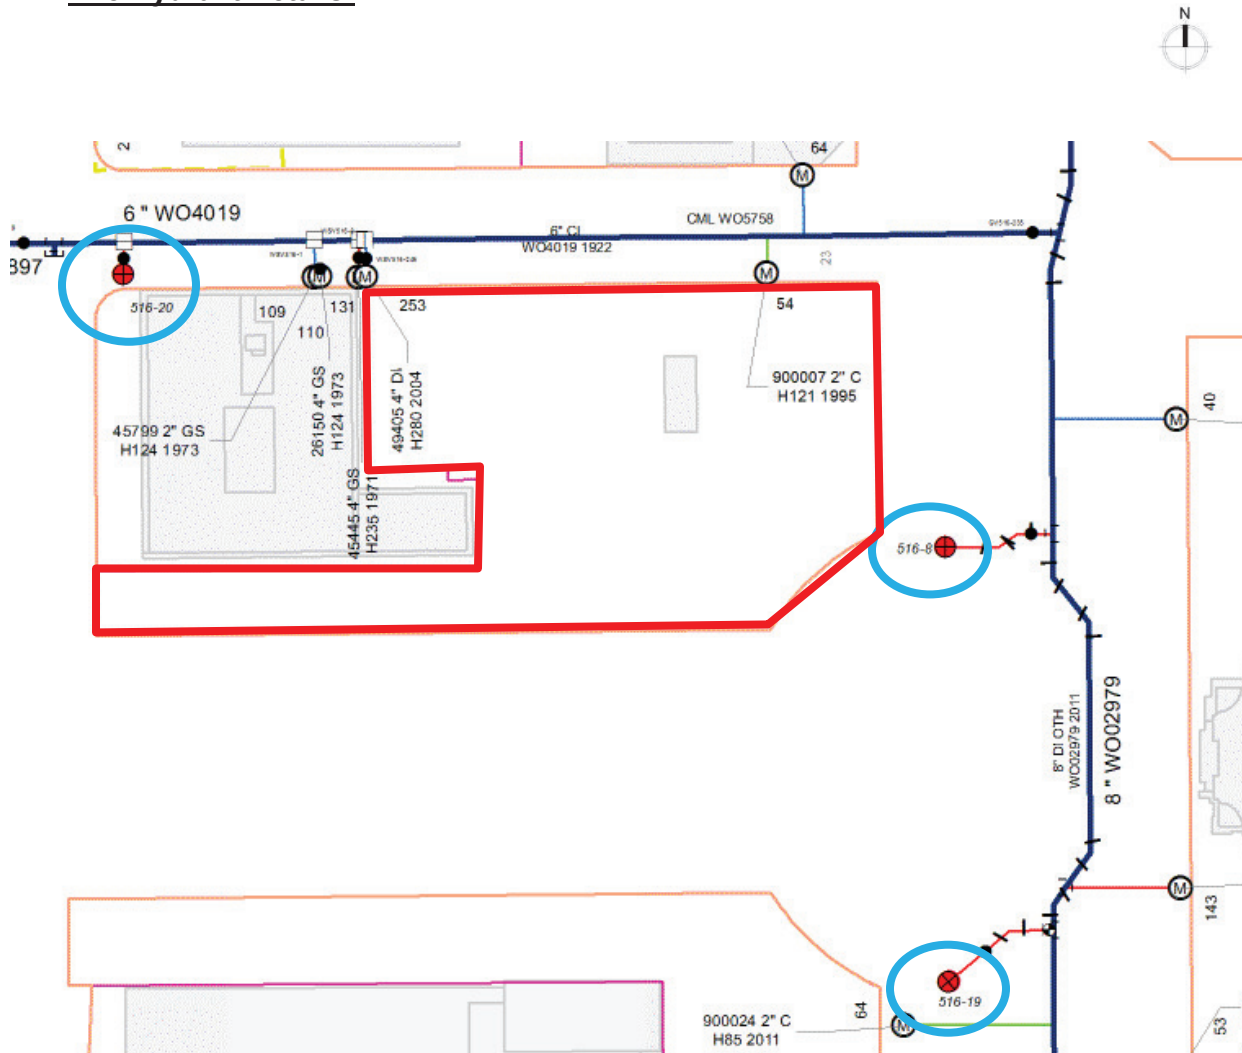 N
2
64
6 " WO4019
CML WO5758
6" CI
WO4019 1922
897
23
516-20
109
131
253
54
110
900007 2" C
H121 1995
26150 4" GS
H124 1973
49405 4" DI
H280 2004
45799 2" GS
H124 1973
40
45445 4" GS
H235 1971
516-8
8" DI OTH
WO02979 2011
8 " WO02979
143
516-19
64
900024 2" C
H85 2011
53
M
M
M
M
M
M
M
M